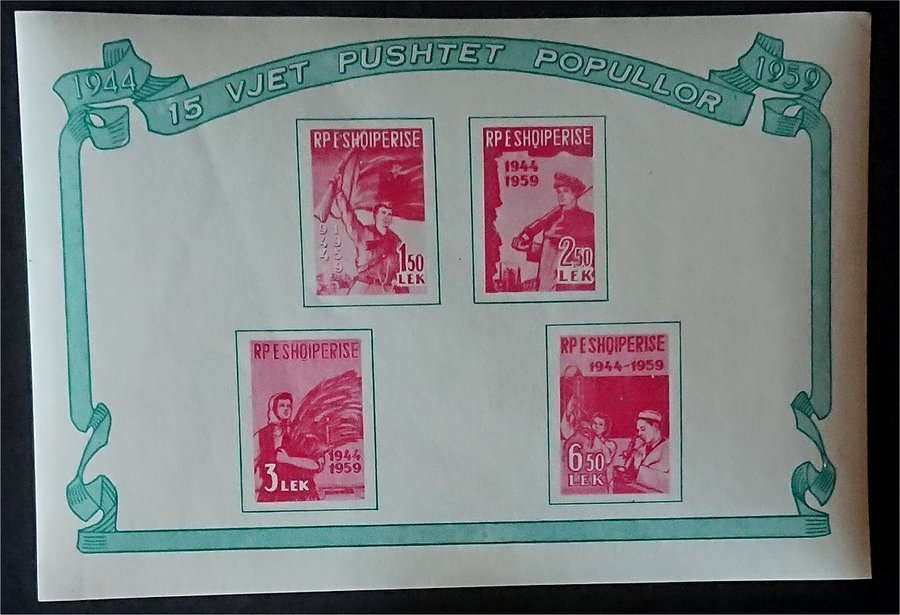 1944
15 VJET PUSHTET POPULLOR
1959
RP E SHQIPERISE
1944
1959
1,50
LEK
RP E SHQIPERISE
1944
1959
2,50
LEK
RP E SHQIPERISE
1944
1959
3 LEK
RP E SHQIPERISE
1944-1959
6,50
LEK